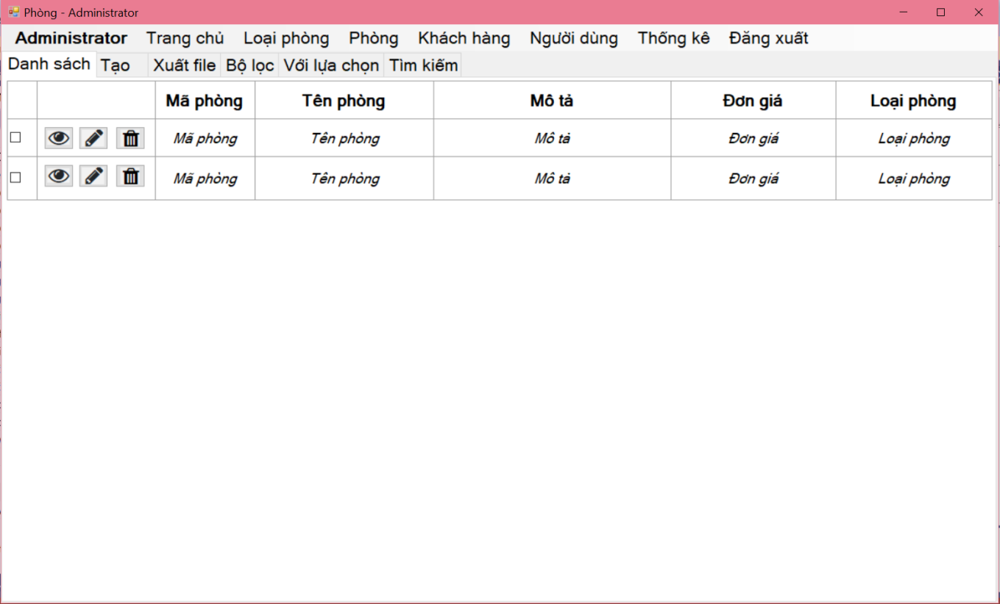 Phòng - Administrator
Administrator Trang chủ Loại phòng Phòng Khách hàng Người dùng Thống kê Đăng xuất
Danh sách Tạo Xuất file Bộ lọc Với lựa chọn Tìm kiếm
Mã phòng Tên phòng Mô tả Đơn giá Loại phòng
Mã phòng Tên phòng Mô tả Đơn giá Loại phòng
Mã phòng Tên phòng Mô tả Đơn giá Loại phòng